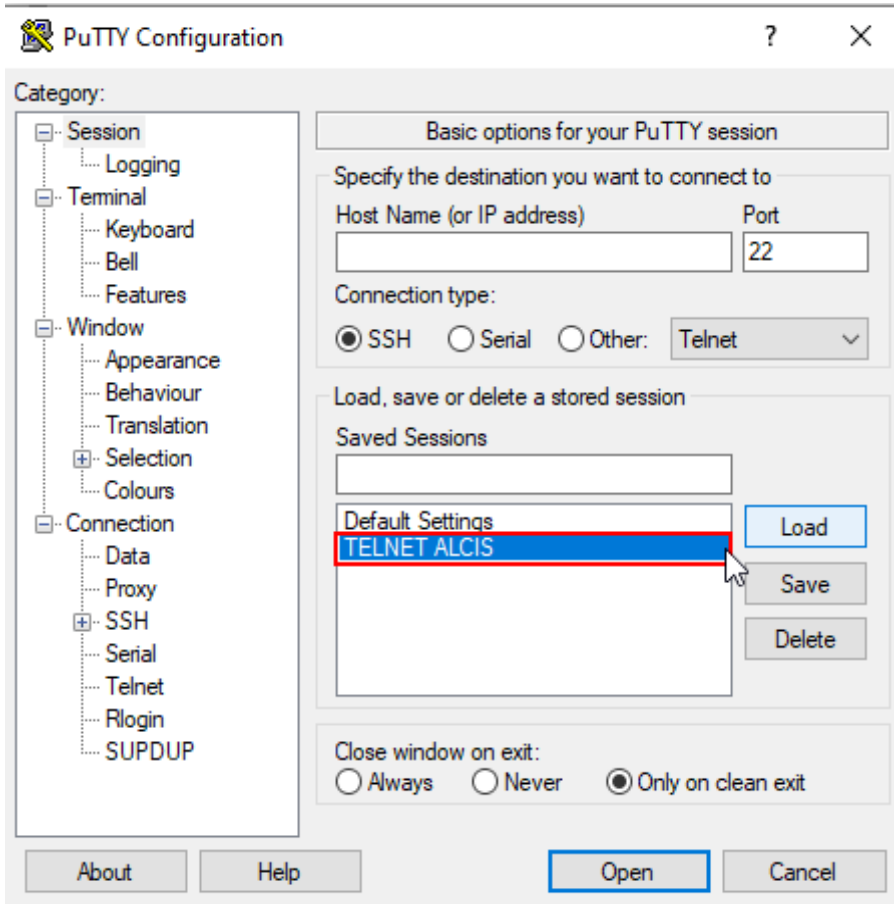 PuTTY Configuration
?
Category:
Session
Logging
Terminal
Keyboard
Bell
Features
Window
Appearance
Behaviour
Translation
Selection
Colours
Connection
Data
Proxy
SSH
Serial
Telnet
Rlogin
SUPDUP
Basic options for your PuTTY session
Specify the destination you want to connect to
Host Name (or IP address) Port
22
Connection type:
SSH Serial Other: Telnet
Load, save or delete a stored session
Saved Sessions
Default Settings
TELNET ALCIS
Load
Save
Delete
Close window on exit:
Always Never Only on clean exit
About Help Open Cancel